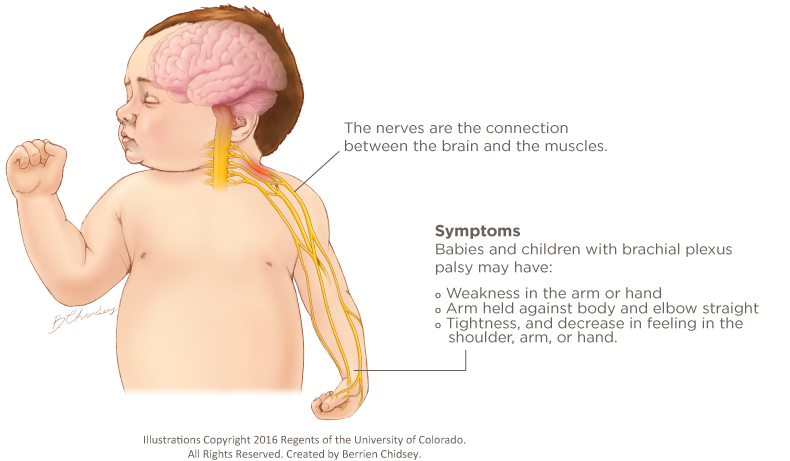 The nerves are the connection
between the brain and the muscles.
Symptoms
Babies and children with brachial plexus
palsy may have:
Weakness in the arm or hand
Arm held against body and elbow straight
Tightness, and decrease in feeling in the
shoulder, arm, or hand.
B Chidsey
Illustrations Copyright 2016 Regents of the University of Colorado.
All Rights Reserved. Created by Berrien Chidsey.